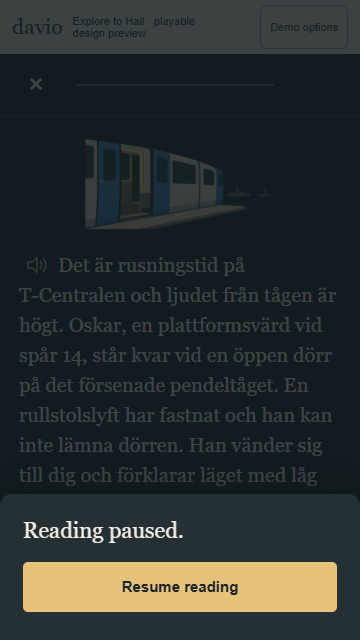 davio
Explore to Hall · playable
design preview
Demo options
Det är rusningstid på
T-Centralen och ljudet från tågen är
högt. Oskar, en plattformsvärd vid
spår 14, står kvar vid en öppen dörr
på det försenade pendeltåget. En
rullstolslyft har fastnat och han kan
inte lämna dörren. Han vänder sig
till dig och förklarar läget med låg
Reading paused.
Resume reading